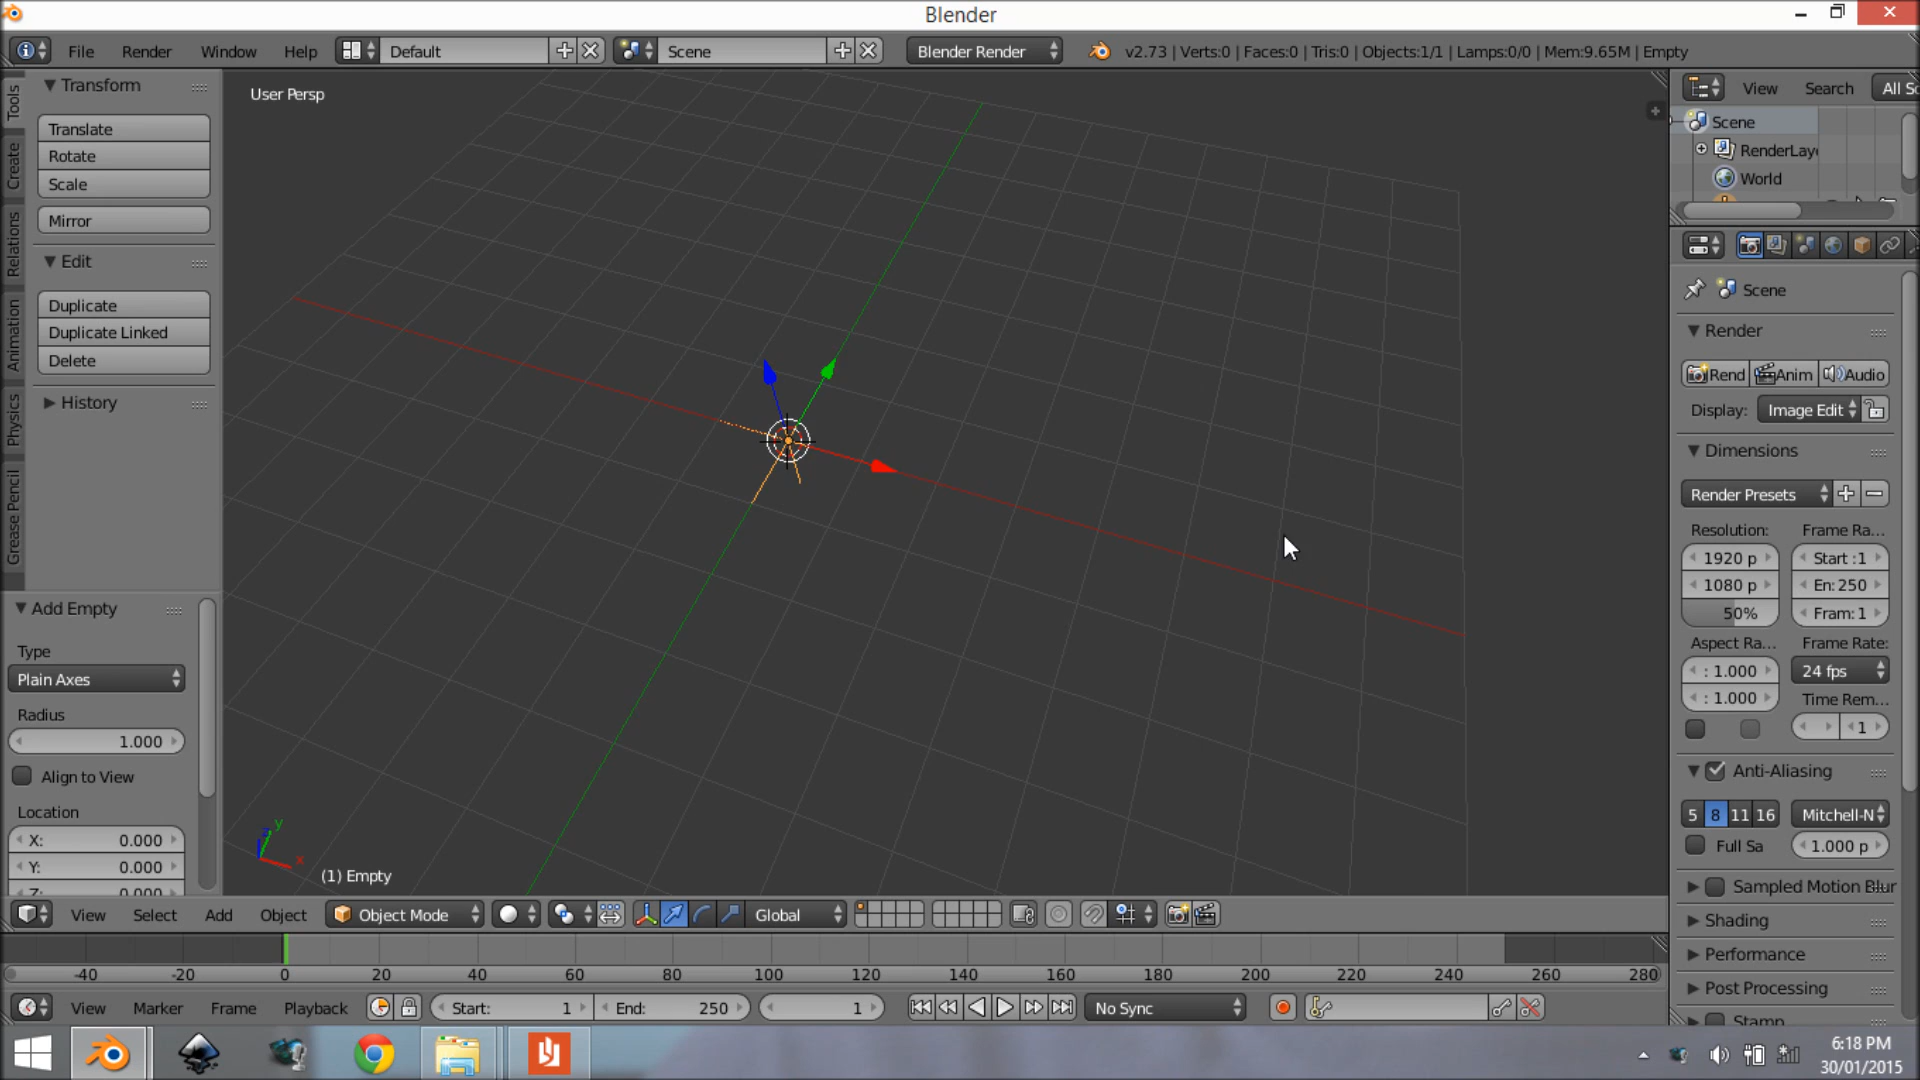 Blender
File Render Window Help Default Scene Blender Render v2.73 | Verts:0 | Faces:0 | Tris:0 | Objects:1/1 | Lamps:0/0 | Mem:9.65M | Empty
Tools
Create
Relations
Animation
Physics
Grease Pencil
Transform
Translate
Rotate
Scale
Mirror
Edit
Duplicate
Duplicate Linked
Delete
History
Add Empty
Type
Plain Axes
Radius
1.000
Align to View
Location
X: 0.000
Y: 0.000
Z: 0.000
User Persp
y
x
(1) Empty
View Search All Sc
Scene
RenderLaye
World
Scene
Render
Rend Anim Audio
Display: Image Edit
Dimensions
Render Presets
Resolution: Frame Ra...
1920 p Start :1
1080 p En: 250
50% Fram: 1
Aspect Ra... Frame Rate:
: 1.000 24 fps
: 1.000 Time Rem...
1
Anti-Aliasing
5 8 11 16 Mitchell-N
Full Sa 1.000 p
Sampled Motion Blur
Shading
Performance
Post Processing
Stamp
View Select Add Object Object Mode Global
-40 -20 0 20 40 60 80 100 120 140 160 180 200 220 240 260 280
View Marker Frame Playback Start: 1 End: 250 1 No Sync
6:18 PM
30/01/2015